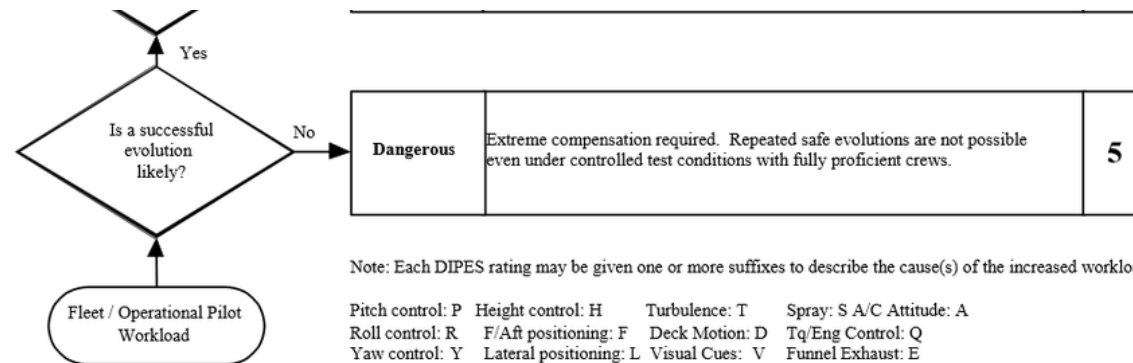 Yes
Is a successful
evolution
likely?
No
Dangerous
Extreme compensation required. Repeated safe evolutions are not possible
even under controlled test conditions with fully proficient crews.
5
Fleet / Operational Pilot
Workload
Note: Each DIPES rating may be given one or more suffixes to describe the cause(s) of the increased
Pitch control: P Height control: H Turbulence: T Spray: S A/C Attitude: A
Roll control: R F/Aft positioning: F Deck Motion: D Tq/Eng Control: Q
Yaw control: Y Lateral positioning: L Visual Cues: V Funnel Exhaust: E